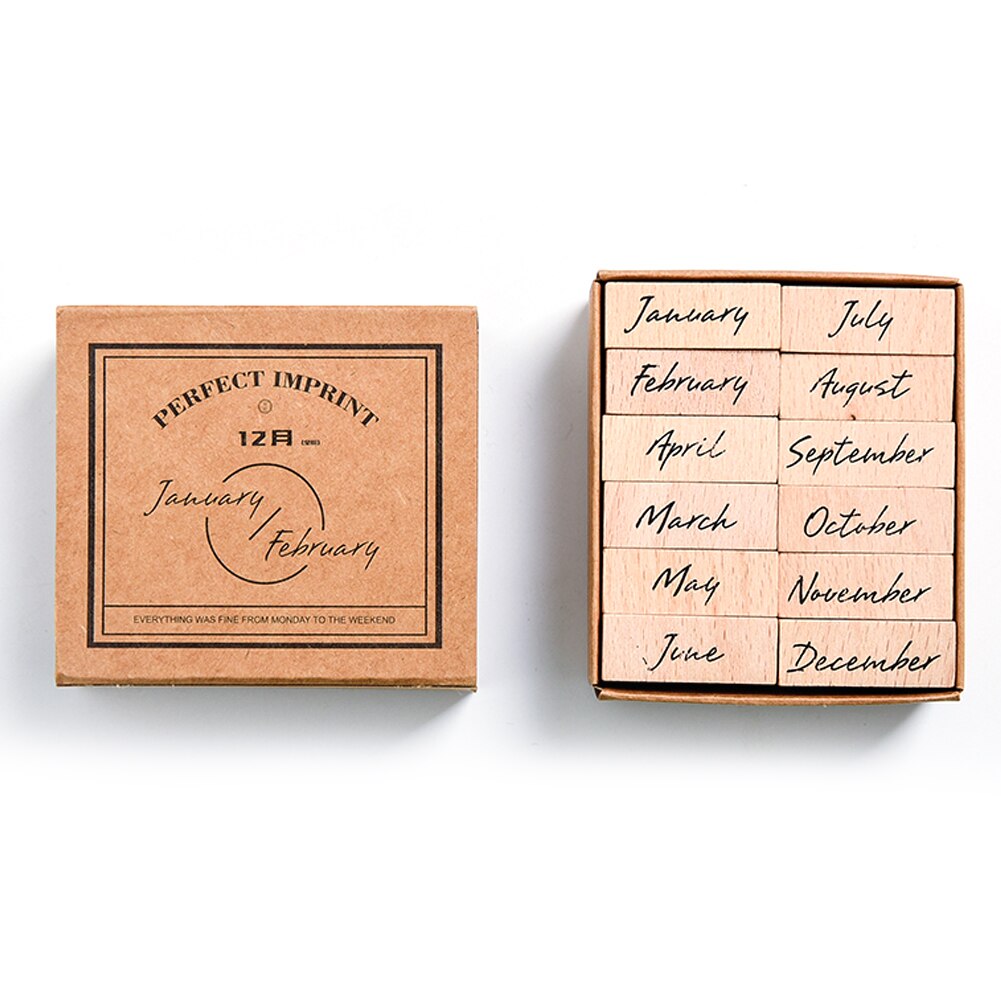 PERFECT IMPRINT
12月
January
February
EVERYTHING WAS FINE FROM MONDAY TO THE WEEKEND
January
February
April
March
May
June
July
August
September
October
November
December